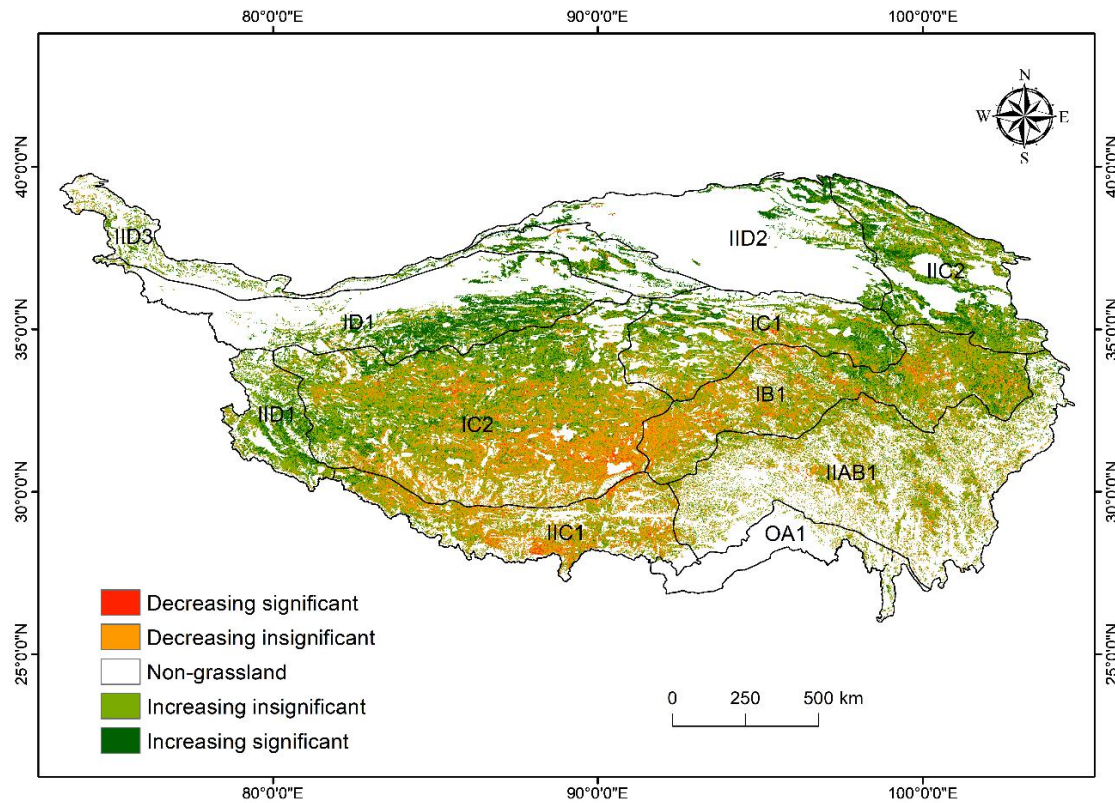 80°0'0"E 90°0'0"E 100°0'0"E
N
W E
S
40°0'0"N 40°0'0"N
IID3
IID2
IIC2
35°0'0"N 35°0'0"N
ID1
IC1
IID1
IC2
IB1
IIAB1
30°0'0"N 30°0'0"N
IIC1
OA1
Decreasing significant
Decreasing insignificant
Non-grassland
Increasing insignificant
Increasing significant
25°0'0"N 25°0'0"N
0 250 500 km
80°0'0"E 90°0'0"E 100°0'0"E